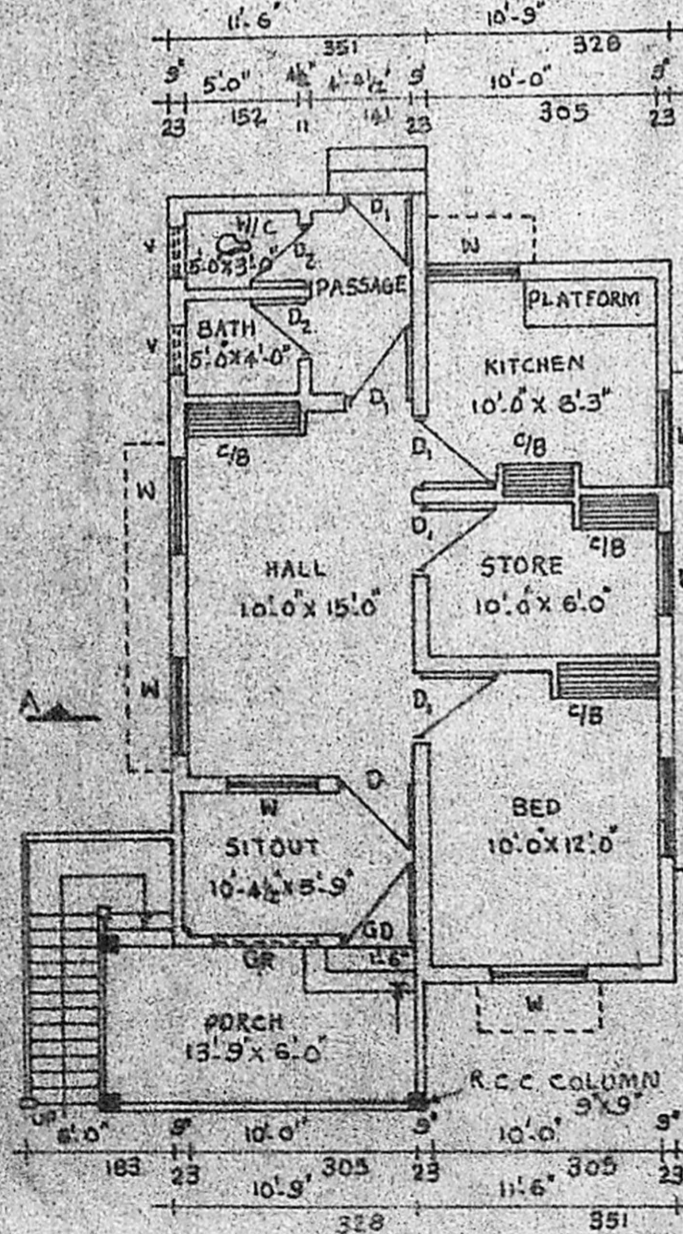 11'-6" 10'-9"
351 328
9" 5'-0" 4½" 4'-4½" 9" 10'-0" 9"
23 152 11 141 23 305 23
W/C
5'-0"X3'-0"
D2
D1
V
PASSAGE
W
PLATFORM
BATH
5'-0"X4'-0"
D2
V
D1
KITCHEN
10'-0" X 8'-3"
C/B
D1
C/B
W
HALL
10'-0" X 15'-0"
D1
STORE
10'-0" X 6'-0"
C/B
W
A
D1
C/B
D
W
SITOUT
10'-4½"X5'-9"
BED
10'-0"X12'-0"
GD
GR
W
PORCH
13'-9"X 6'-0"
R.C.C COLUMN
9"X9"
UP
6'-0" 9" 10'-0" 9" 10'-0" 9"
183 23 305 23 305 23
10'-9" 11'-6"
328 351